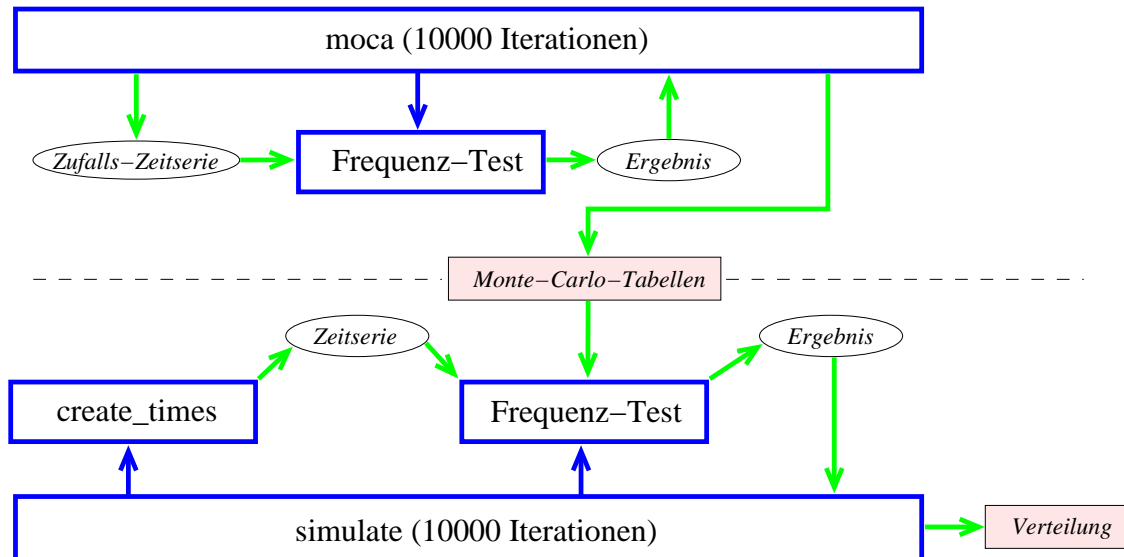 moca (10000 Iterationen)
Zufalls−Zeitserie
Frequenz−Test
Ergebnis
Monte−Carlo−Tabellen
Zeitserie
Ergebnis
create_times
Frequenz−Test
simulate (10000 Iterationen)
Verteilung